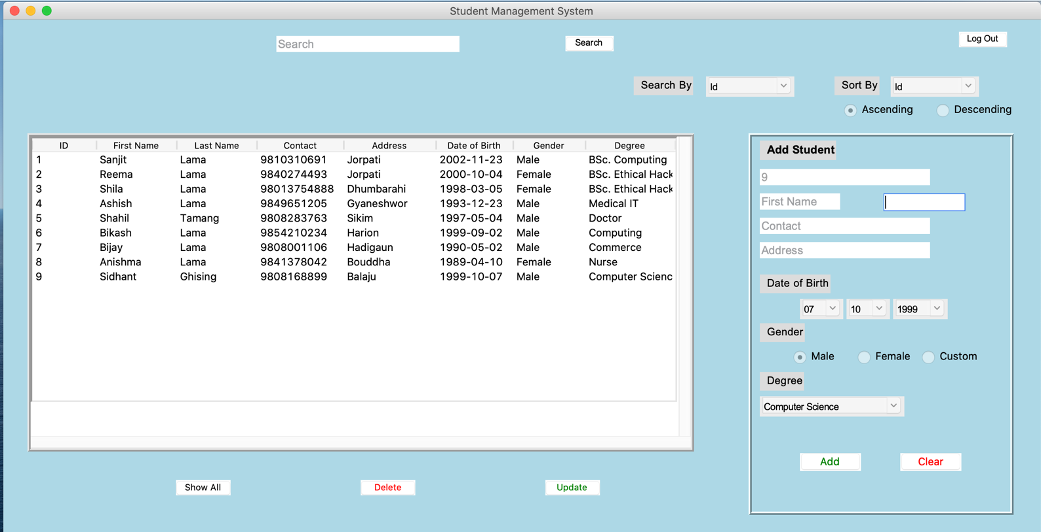 Student Management System
Search Search Log Out
Search By Id Sort By Id
Ascending Descending
ID First Name Last Name Contact Address Date of Birth Gender Degree
1 Sanjit Lama 9810310691 Jorpati 2002-11-23 Male BSc. Computing
2 Reema Lama 9840274493 Jorpati 2000-10-04 Female BSc. Ethical Hack
3 Shila Lama 98013754888 Dhumbarahi 1998-03-05 Female BSc. Ethical Hack
4 Ashish Lama 9849651205 Gyaneshwor 1993-12-23 Male Medical IT
5 Shahil Tamang 9808283763 Sikim 1997-05-04 Male Doctor
6 Bikash Lama 9854210234 Harion 1999-09-02 Male Computing
7 Bijay Lama 9808001106 Hadigaun 1990-05-02 Male Commerce
8 Anishma Lama 9841378042 Bouddha 1989-04-10 Female Nurse
9 Sidhant Ghising 9808168899 Balaju 1999-10-07 Male Computer Scienc
Add Student
9
First Name
Contact
Address
Date of Birth
07 10 1999
Gender
Male Female Custom
Degree
Computer Science
Add Clear
Show All Delete Update